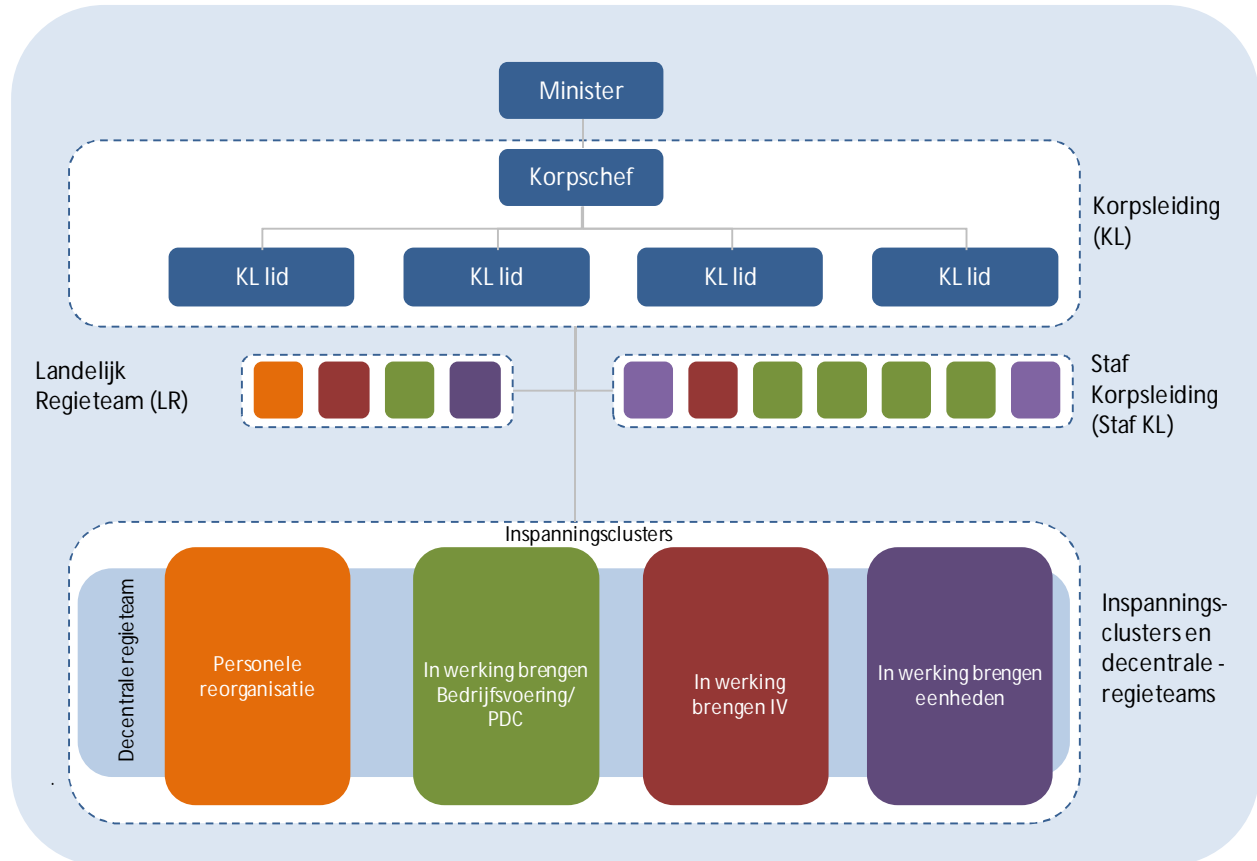 Minister
Korpschef
Korpsleiding
(KL)
KL lid
KL lid
KL lid
KL lid
Landelijk
Regieteam (LR)
Staf
Korpsleiding
(Staf KL)
Inspanningsclusters
Decentrale regieteam
Personele
reorganisatie
In werking brengen
Bedrijfsvoering/
PDC
In werking
brengen IV
In werking brengen
eenheden
Inspannings-
clusters en
decentrale -
regieteams
.